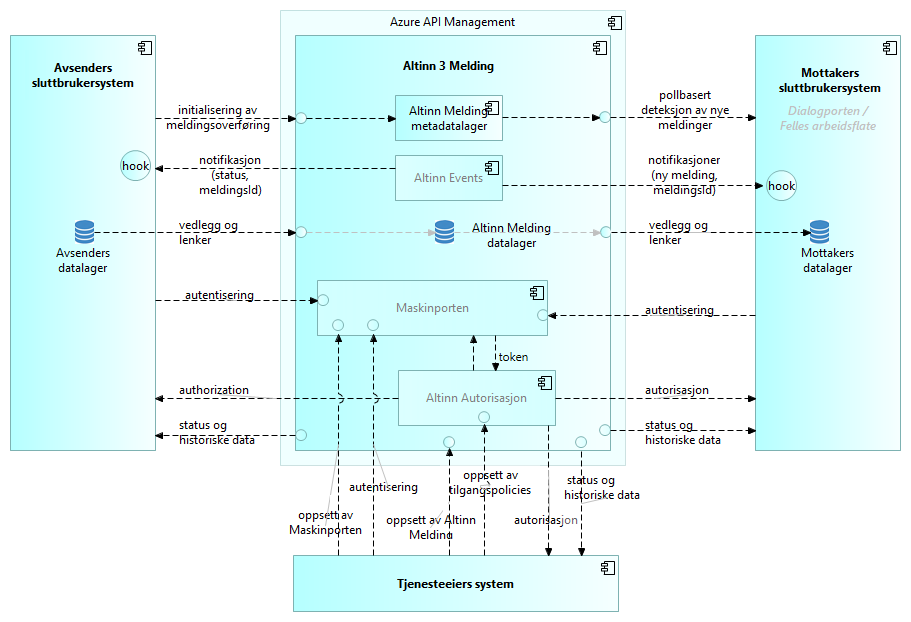 Azure API Management
Avsenders
sluttbrukersystem
Altinn 3 Melding
Mottakers
sluttbrukersystem
Dialogporten /
Felles arbeidsflate
initialisering av
meldingsoverføring
Altinn Melding
metadatalager
pollbasert
deteksjon av nye
meldinger
hook
notifikasjon
(status,
meldingsId)
Altinn Events
notifikasjoner
(ny melding,
meldingsId)
hook
Avsenders
datalager
vedlegg og
lenker
Altinn Melding
datalager
vedlegg og
lenker
Mottakers
datalager
autentisering
Maskinporten
autentisering
token
authorization
Altinn Autorisasjon
autorisasjon
status og
historiske data
status og
historiske data
oppsett av
Maskinporten
autentisering
oppsett av Altinn
Melding
oppsett av
tilgangspolicies
autorisasjon
status og
historiske data
Tjenesteeiers system